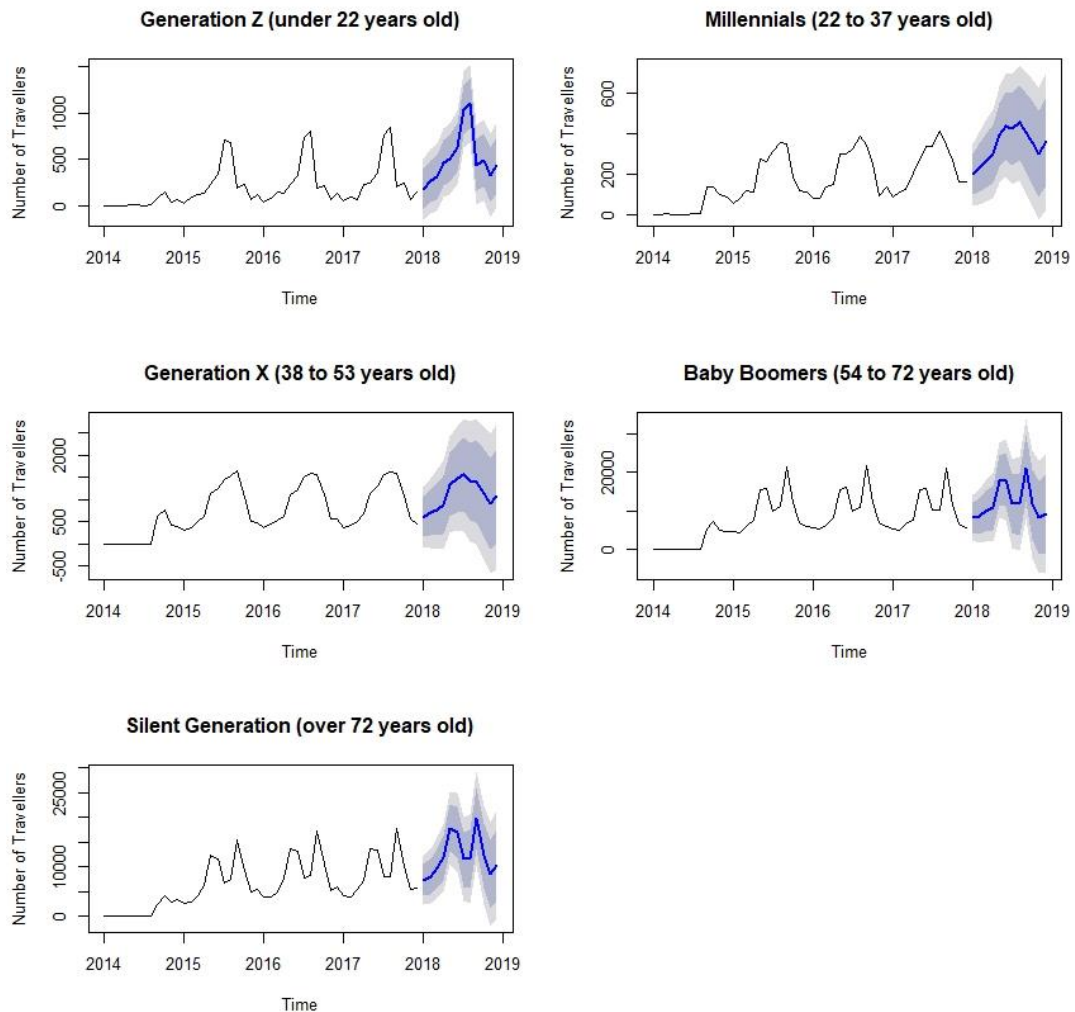 Generation Z (under 22 years old)
Number of Travellers
1000
500
0
2014 2015 2016 2017 2018 2019
Time
Millennials (22 to 37 years old)
Number of Travellers
600
200
0
2014 2015 2016 2017 2018 2019
Time
Generation X (38 to 53 years old)
Number of Travellers
2000
500
-500
2014 2015 2016 2017 2018 2019
Time
Baby Boomers (54 to 72 years old)
Number of Travellers
20000
0
2014 2015 2016 2017 2018 2019
Time
Silent Generation (over 72 years old)
Number of Travellers
25000
10000
0
2014 2015 2016 2017 2018 2019
Time